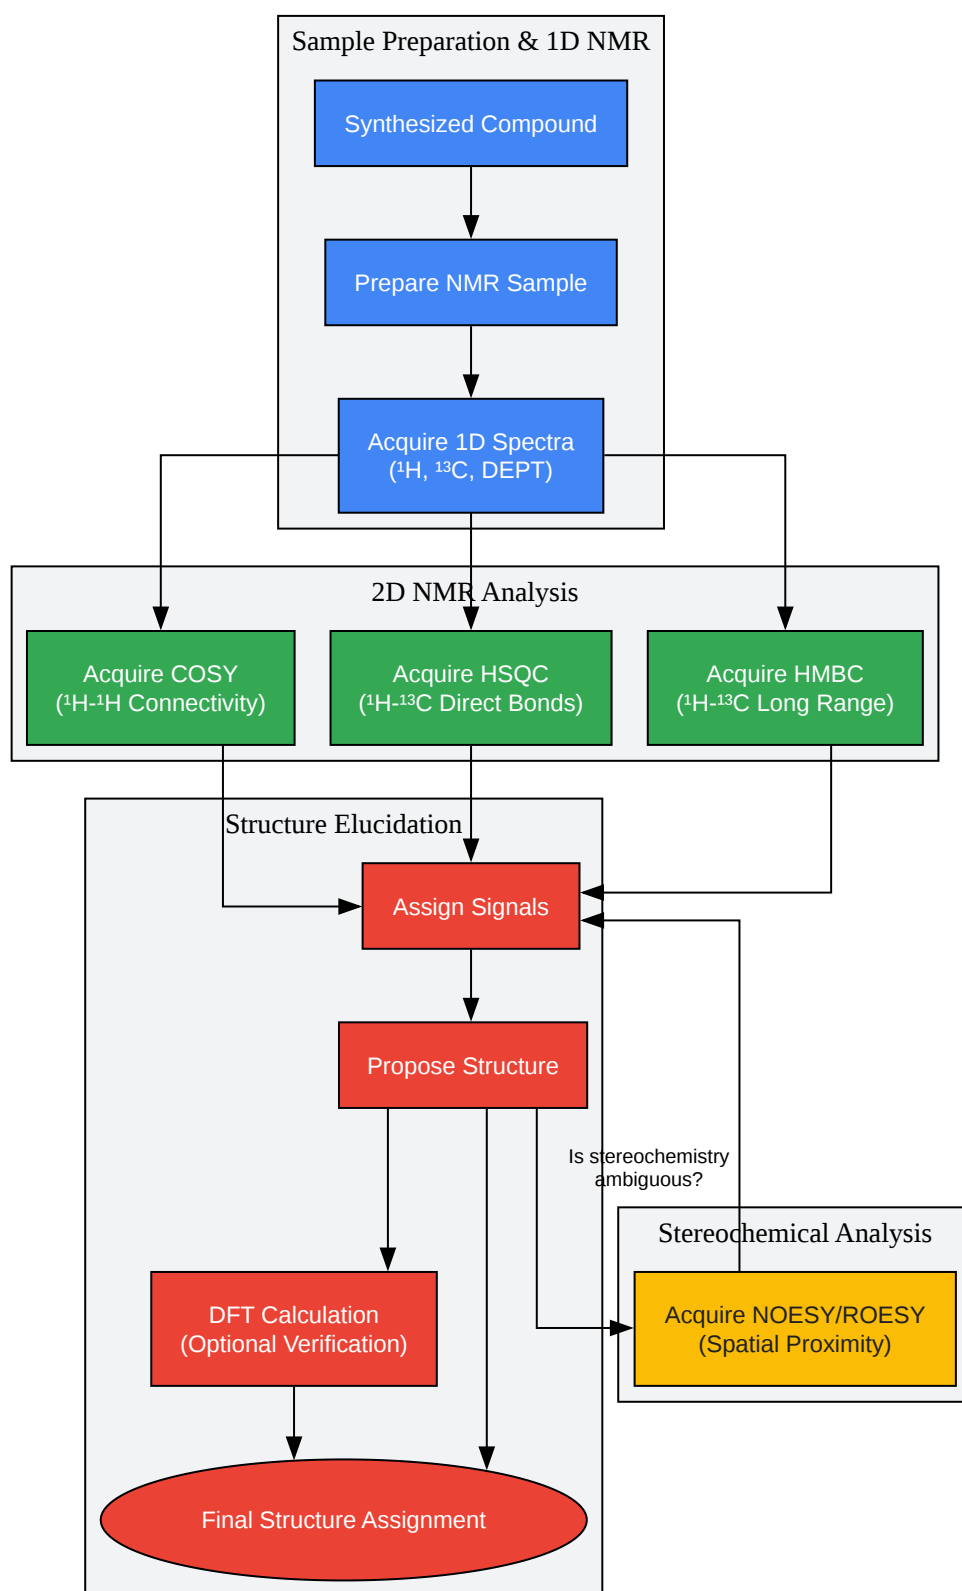 Sample Preparation & 1D NMR
Synthesized Compound
Prepare NMR Sample
Acquire 1D Spectra
(¹H, ¹³C, DEPT)
2D NMR Analysis
Acquire COSY
(¹H-¹H Connectivity)
Acquire HSQC
(¹H-¹³C Direct Bonds)
Acquire HMBC
(¹H-¹³C Long Range)
Structure Elucidation
Assign Signals
Propose Structure
Is stereochemistry
ambiguous?
Stereochemical Analysis
Acquire NOESY/ROESY
(Spatial Proximity)
DFT Calculation
(Optional Verification)
Final Structure Assignment